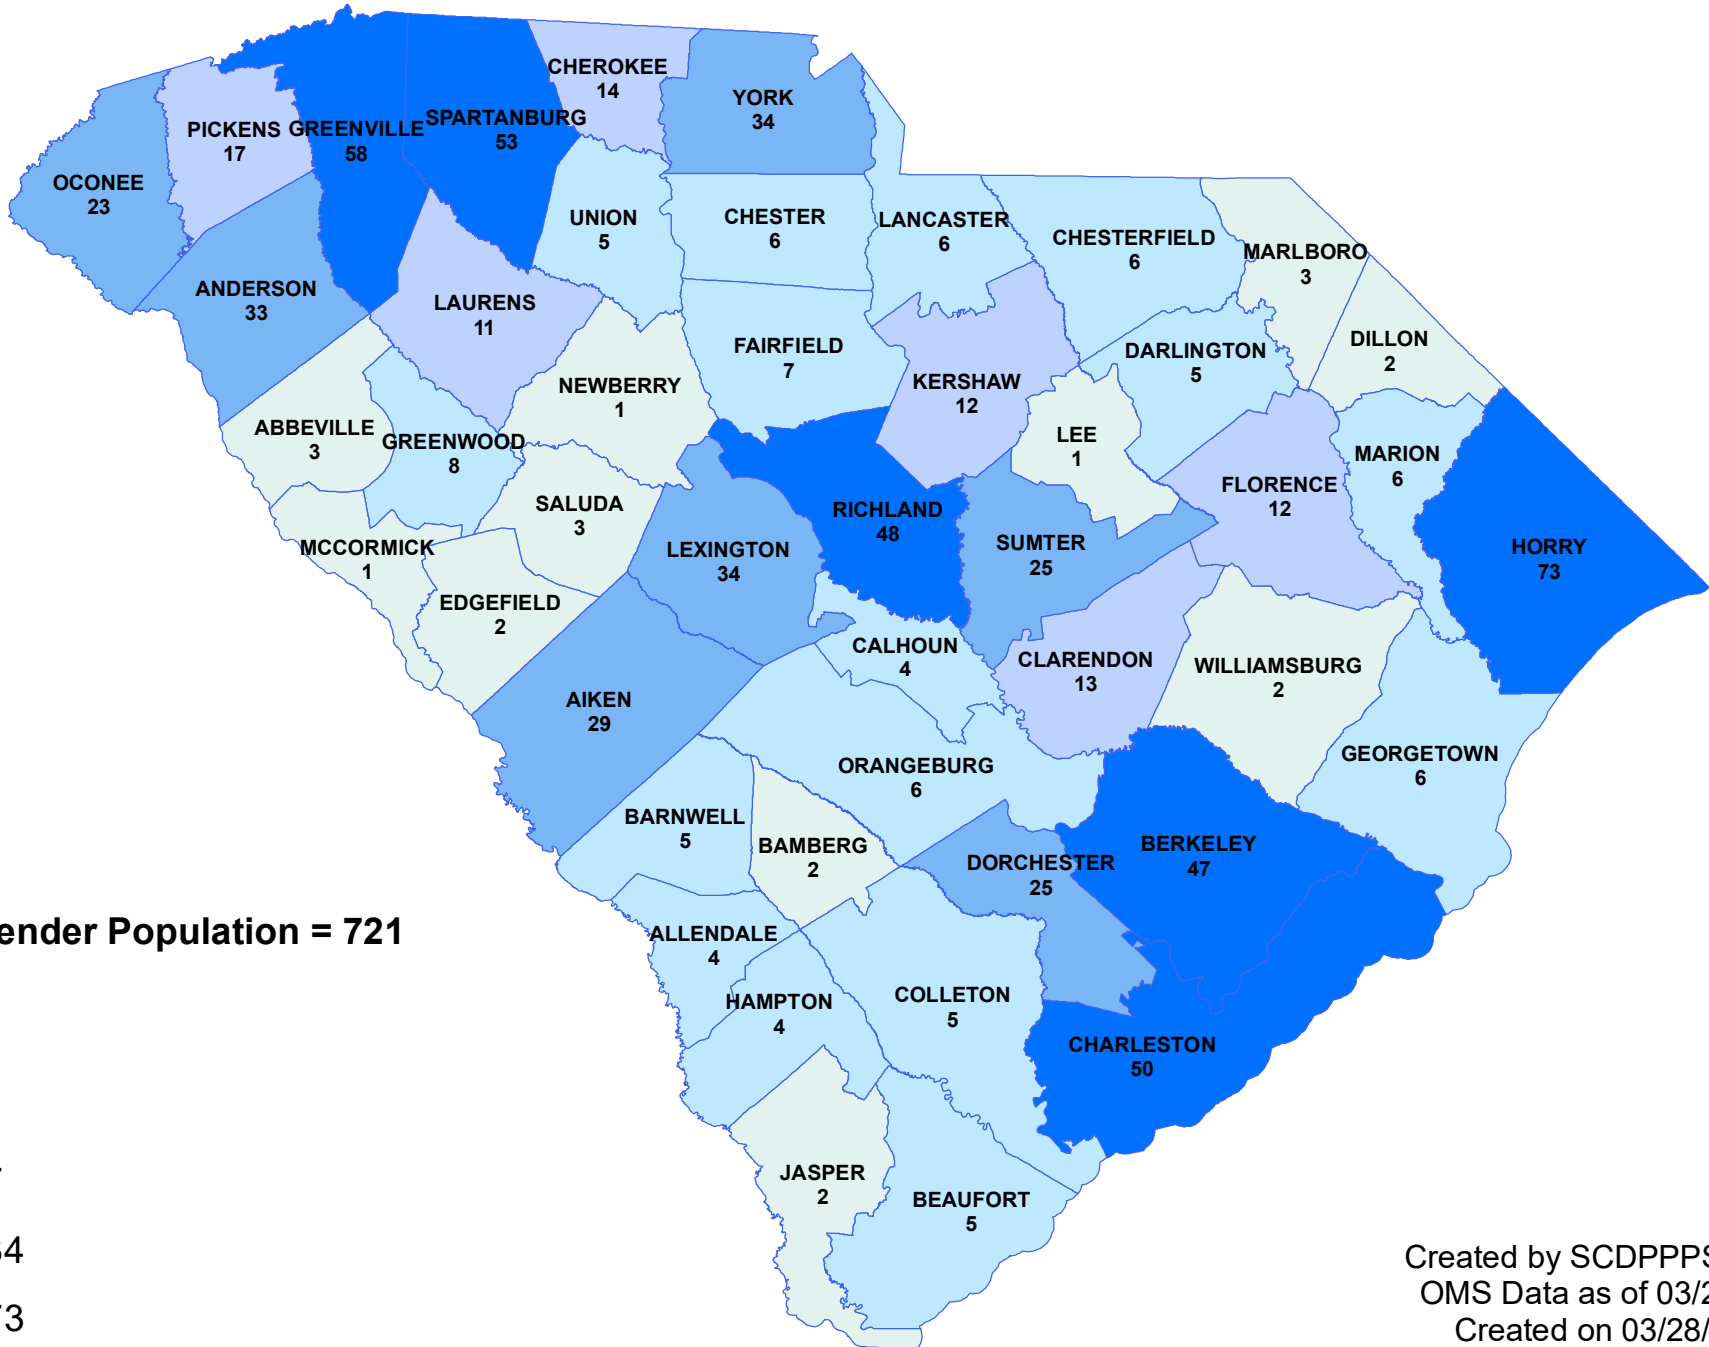 CHEROKEE
14
YORK
34
SPARTANBURG
53
PICKENS
17
GREENVILLE
58
OCONEE
23
UNION
5
CHESTER
6
LANCASTER
6
CHESTERFIELD
6
MARLBORO
3
ANDERSON
33
LAURENS
11
FAIRFIELD
7
DARLINGTON
5
DILLON
2
NEWBERRY
1
KERSHAW
12
ABBEVILLE
3
GREENWOOD
8
LEE
1
MARION
6
FLORENCE
12
SALUDA
3
RICHLAND
48
MCCORMICK
1
LEXINGTON
34
SUMTER
25
HORRY
73
EDGEFIELD
2
CALHOUN
4
CLARENDON
13
WILLIAMSBURG
2
AIKEN
29
ORANGEBURG
6
GEORGETOWN
6
BARNWELL
5
BAMBERG
2
DORCHESTER
25
BERKELEY
47
ender Population = 721
ALLENDALE
4
HAMPTON
4
COLLETON
5
CHARLESTON
50
JASPER
2
BEAUFORT
5
34
73
Created by SCDPPPS
OMS Data as of 03/2
Created on 03/28/